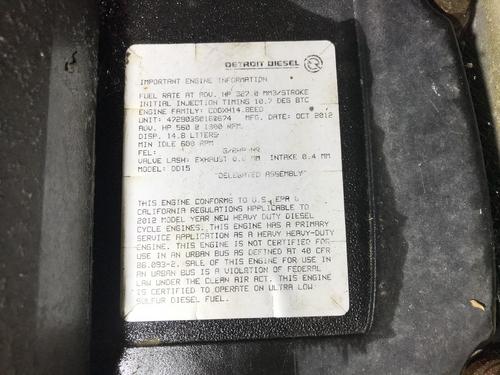 DETROIT DIESEL
IMPORTANT ENGINE INFORMATION
FUEL RATE AT ADV. HP 327.0 MM3/STROKE
INITIAL INJECTION TIMING 10.7 DEG BTC
ENGINE FAMILY: CDDXH14.8EED
UNIT: 472903S0160674 MFG. DATE: OCT 2012
ADV. HP 560 @ 1800 RPM.
DISP. 14.8 LITERS
MIN IDLE 600 RPM
FEL: G/BHP-HR
VALVE LASH: EXHAUST MM INTAKE 0.4 MM
MODEL: DD15
"DELEGATED ASSEMBLY"
THIS ENGINE CONFORMS TO U.S. EPA &
CALIFORNIA REGULATIONS APPLICABLE TO
2012 MODEL YEAR NEW HEAVY DUTY DIESEL
CYCLE ENGINES. THIS ENGINE HAS A PRIMARY
SERVICE APPLICATION AS A HEAVY HEAVY-DUTY
ENGINE. THIS ENGINE IS NOT CERTIFIED FOR
USE IN AN URBAN BUS AS DEFINED AT 40 CFR
86.093-2. SALE OF THIS ENGINE FOR USE IN
AN URBAN BUS IS A VIOLATION OF FEDERAL
LAW UNDER THE CLEAN AIR ACT. THIS ENGINE
IS CERTIFIED TO OPERATE ON ULTRA LOW
SULFUR DIESEL FUEL.